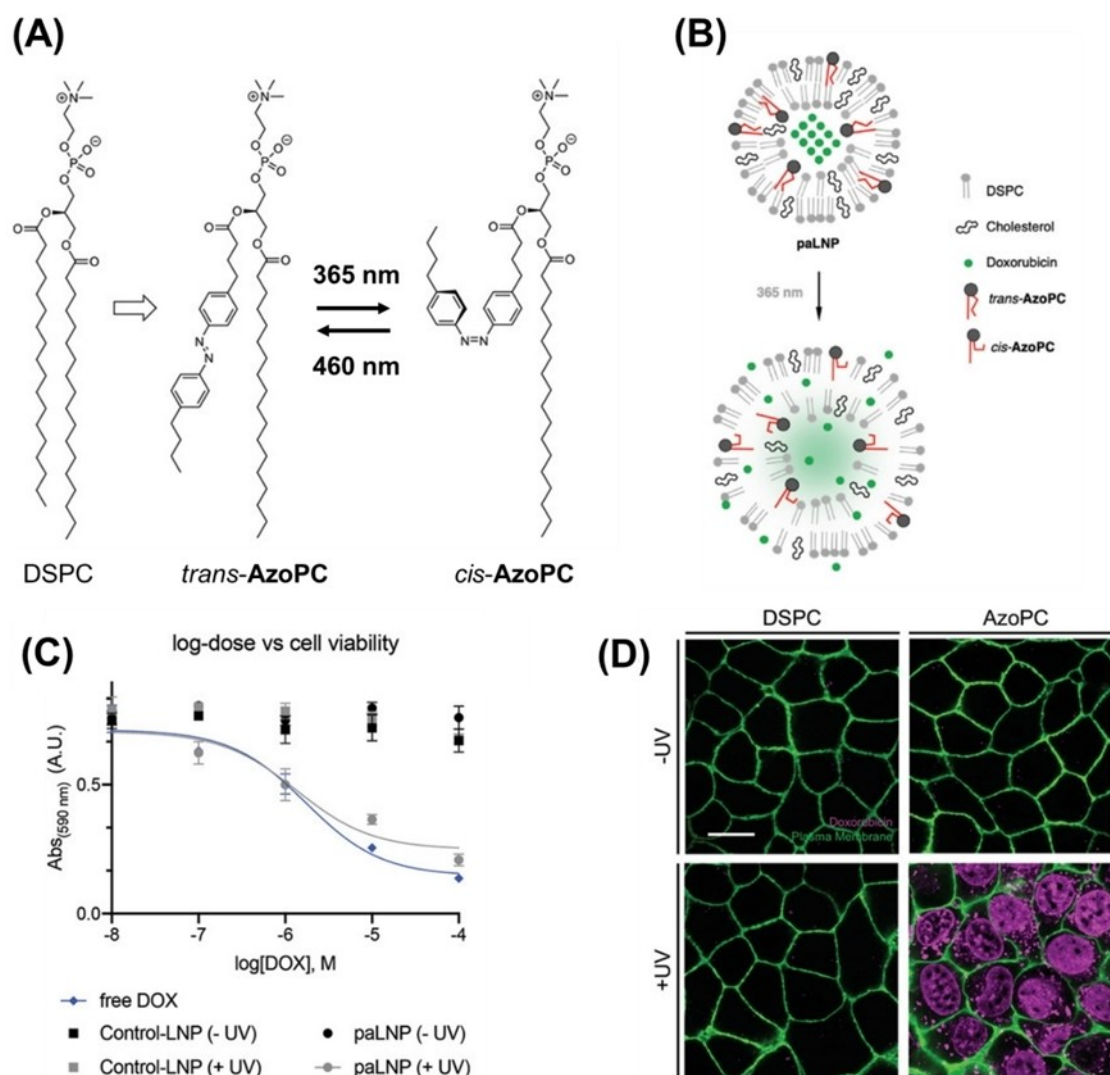 (A)
N
⊕
O
O
⊖
P
O
O
O
O
O
O
N
⊕
O
O
⊖
P
O
O
O
O
O
O
N
N
N
⊕
O
O
⊖
P
O
O
O
O
O
O
N=N
365 nm
460 nm
DSPC
trans-AzoPC
cis-AzoPC
(B)
paLNP
365 nm
DSPC
Cholesterol
Doxorubicin
trans-AzoPC
cis-AzoPC
(C)
log-dose vs cell viability
Abs(590 nm) (A.U.)
0.5
0.0
-8
-7
-6
-5
-4
log[DOX], M
free DOX
Control-LNP (- UV)
paLNP (- UV)
Control-LNP (+ UV)
paLNP (+ UV)
(D)
DSPC
AzoPC
-UV
+UV
Doxorubicin
Plasma Membrane